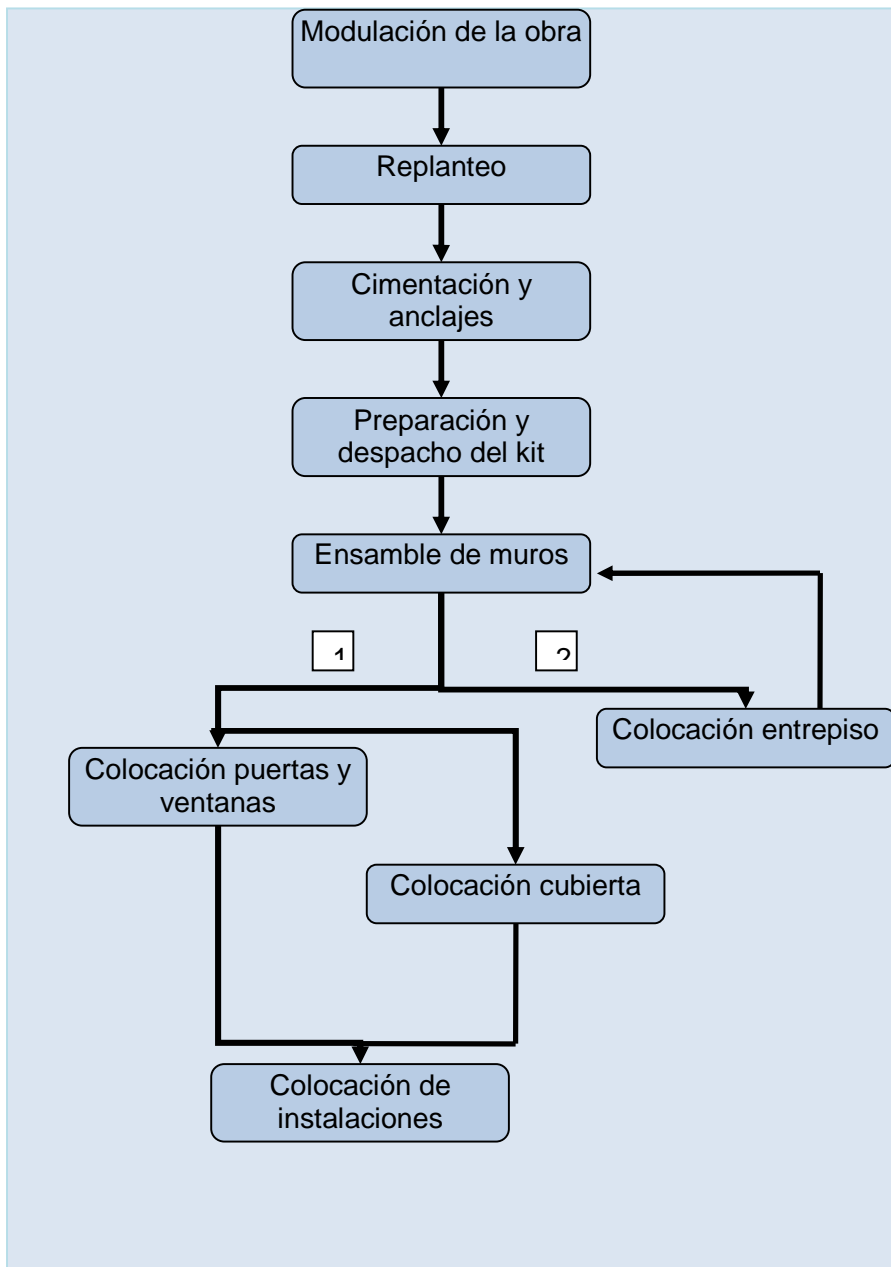 Modulación de la obra
Replanteo
Cimentación y
anclajes
Preparación y
despacho del kit
Ensamble de muros
1
2
Colocación entrepiso
Colocación puertas y
ventanas
Colocación cubierta
Colocación de
instalaciones